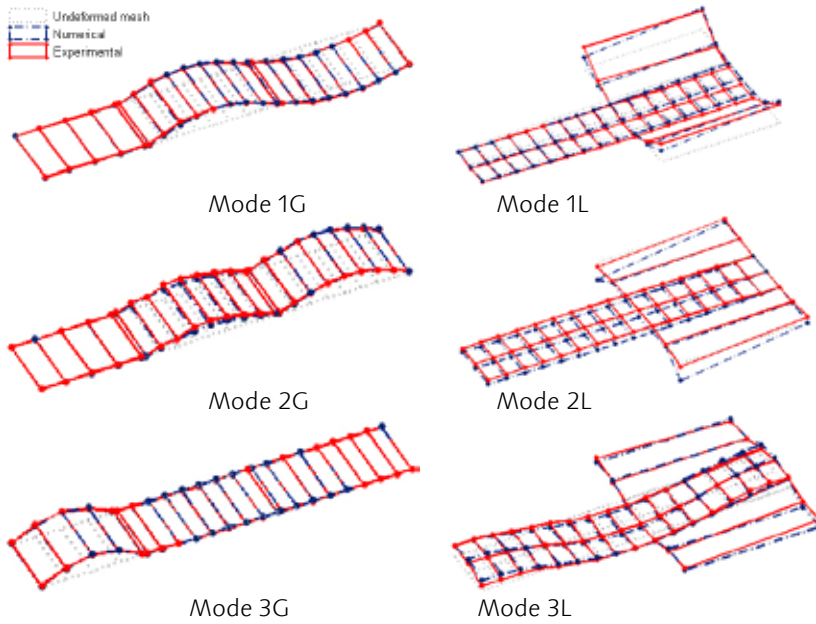 Undeformed mesh
Numerical
Experimental
Mode 1G
Mode 1L
Mode 2G
Mode 2L
Mode 3G
Mode 3L